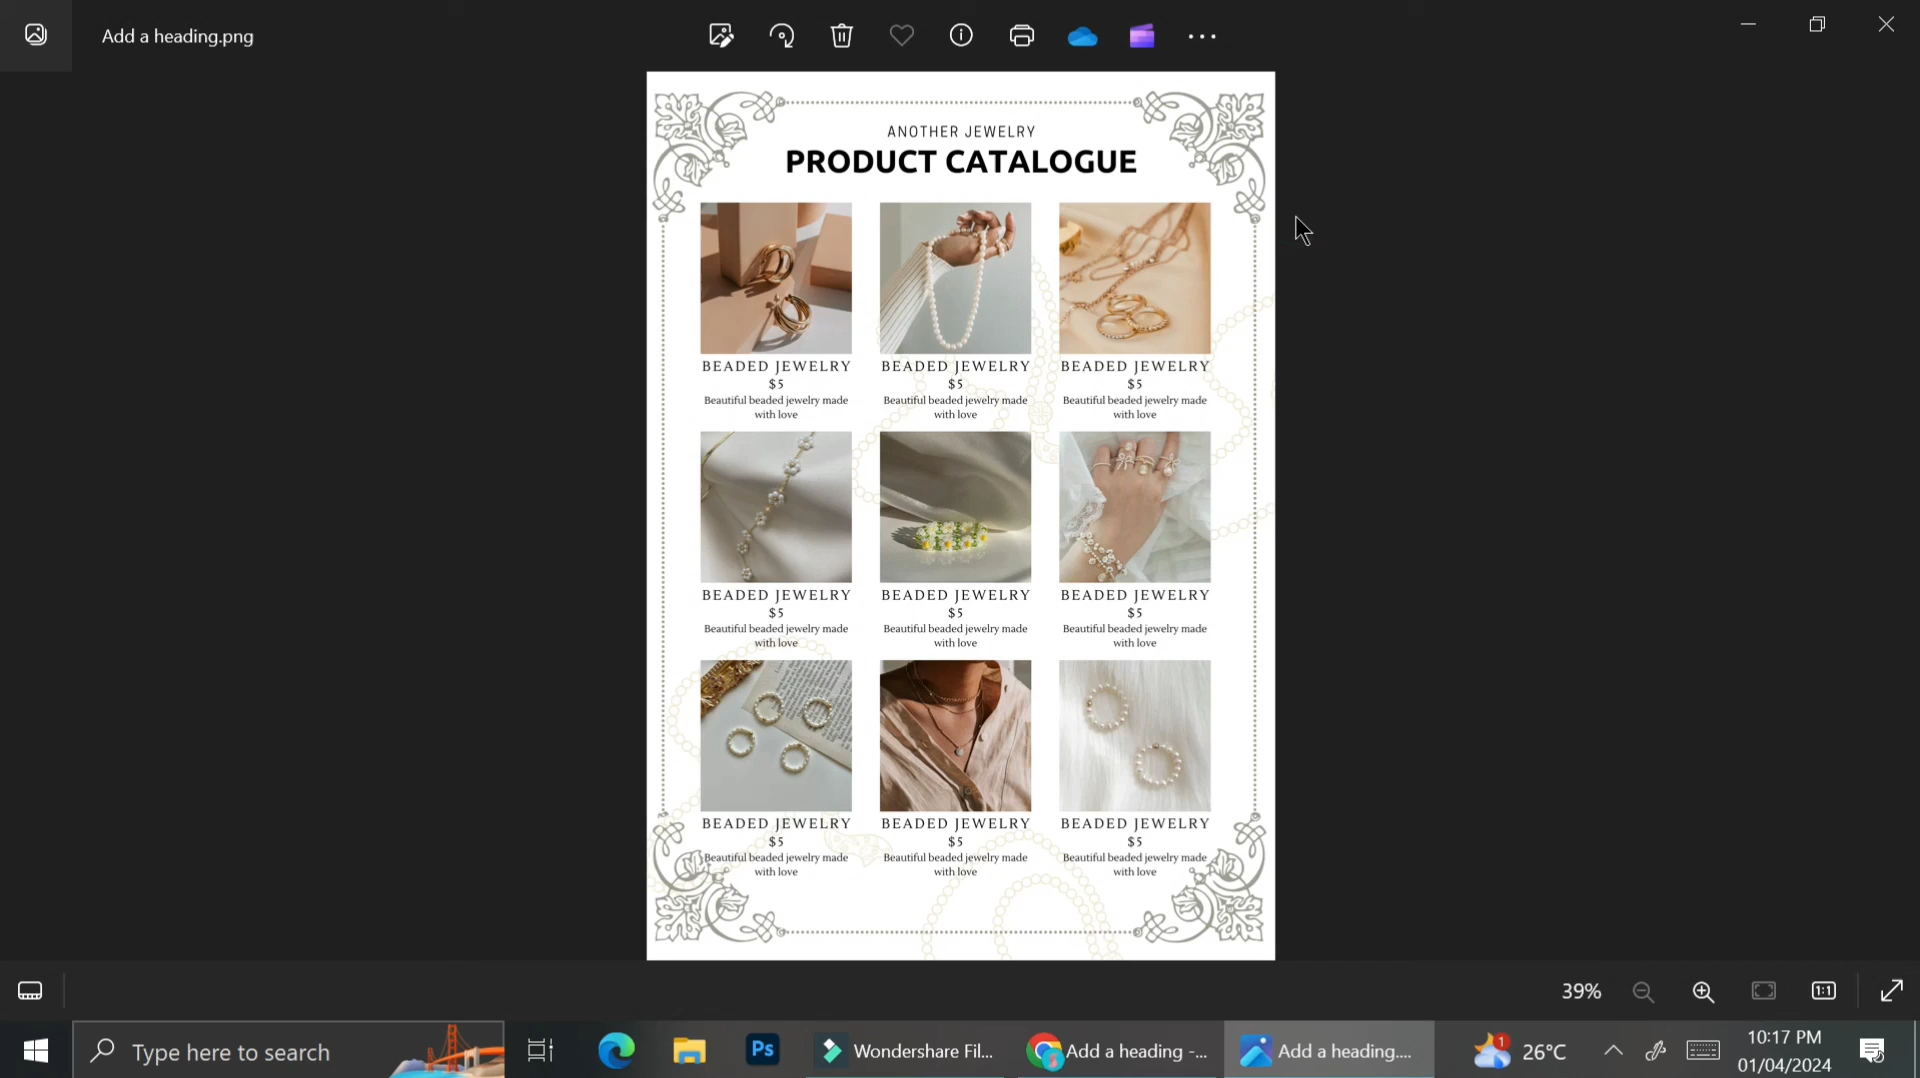 Add a heading.png
ANOTHER JEWELRY
PRODUCT CATALOGUE
BEADED JEWELRY BEADED JEWELRY BEADED JEWELRY
$5 $5 $5
Beautiful beaded jewelry made Beautiful beaded jewelry made Beautiful beaded jewelry made
with love with love with love
BEADED JEWELRY BEADED JEWELRY BEADED JEWELRY
$5 $5 $5
Beautiful beaded jewelry made Beautiful beaded jewelry made Beautiful beaded jewelry made
with love with love with love
BEADED JEWELRY BEADED JEWELRY BEADED JEWELRY
$5 $5 $5
Beautiful beaded jewelry made Beautiful beaded jewelry made Beautiful beaded jewelry made
with love with love with love
39% 1:1
Type here to search Ps Wondershare Fil... Add a heading -... Add a heading.... 1 26°C 10:17 PM
01/04/2024